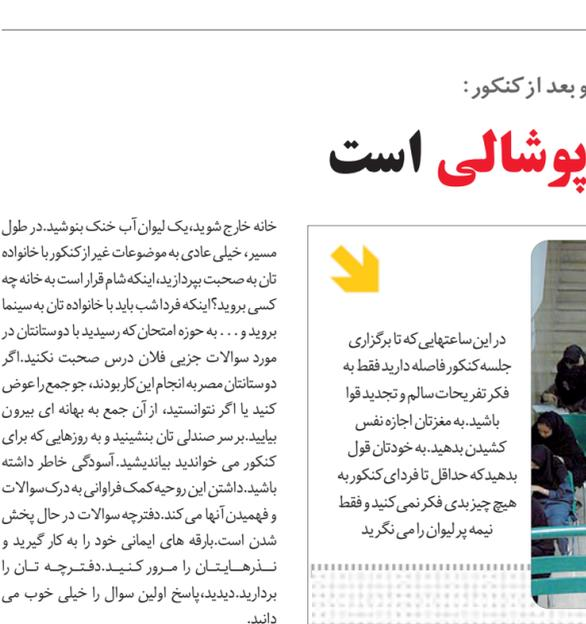 و بعد از کنکور :
پوشالی است
در این ساعتهایی که تا برگزاری
جلسه کنکور فاصله دارید فقط به
فکر تفریحات سالم و تجدید قوا
باشید.به مغزتان اجازه نفس
کشیدن بدهید.به خودتان قول
بدهیدکه حداقل تا فردای کنکور به
هیچ چیز بدی فکر نمی کنید و فقط
نیمه پر لیوان را می نگرید
خانه خارج شوید،یک لیوان آب خنک بنوشید.در طول
مسیر، خیلی عادی به موضوعات غیر از کنکور با خانواده
تان به صحبت بپردازید،اینکه شام قرار است به خانه چه
کسی بروید؟اینکه فردا شب باید با خانواده تان به سینما
بروید و . . . به حوزه امتحان که رسیدید با دوستانتان در
مورد سوالات جزیی فلان درس صحبت نکنید.اگر
دوستانتان مصر به انجام این کار بودند، جو جمع را عوض
کنید یا اگر نتوانستید، از آن جمع به بهانه ای بیرون
بیایید.بر سر صندلی تان بنشینید و به روزهایی که برای
کنکور می خواندید بیاندیشید. آسودگی خاطر داشته
باشید.داشتن این روحیه کمک فراوانی به درک سوالات
و فهمیدن آنها می کند.دفترچه سوالات در حال پخش
شدن است.بارقه های ایمانی خود را به کار گیرید و
نـذرهـایـتـان را مـرور کـنـیـد.دفـتـرچـه تـان را
بردارید.دیدید،پاسخ اولین سوال را خیلی خوب می
دانید.